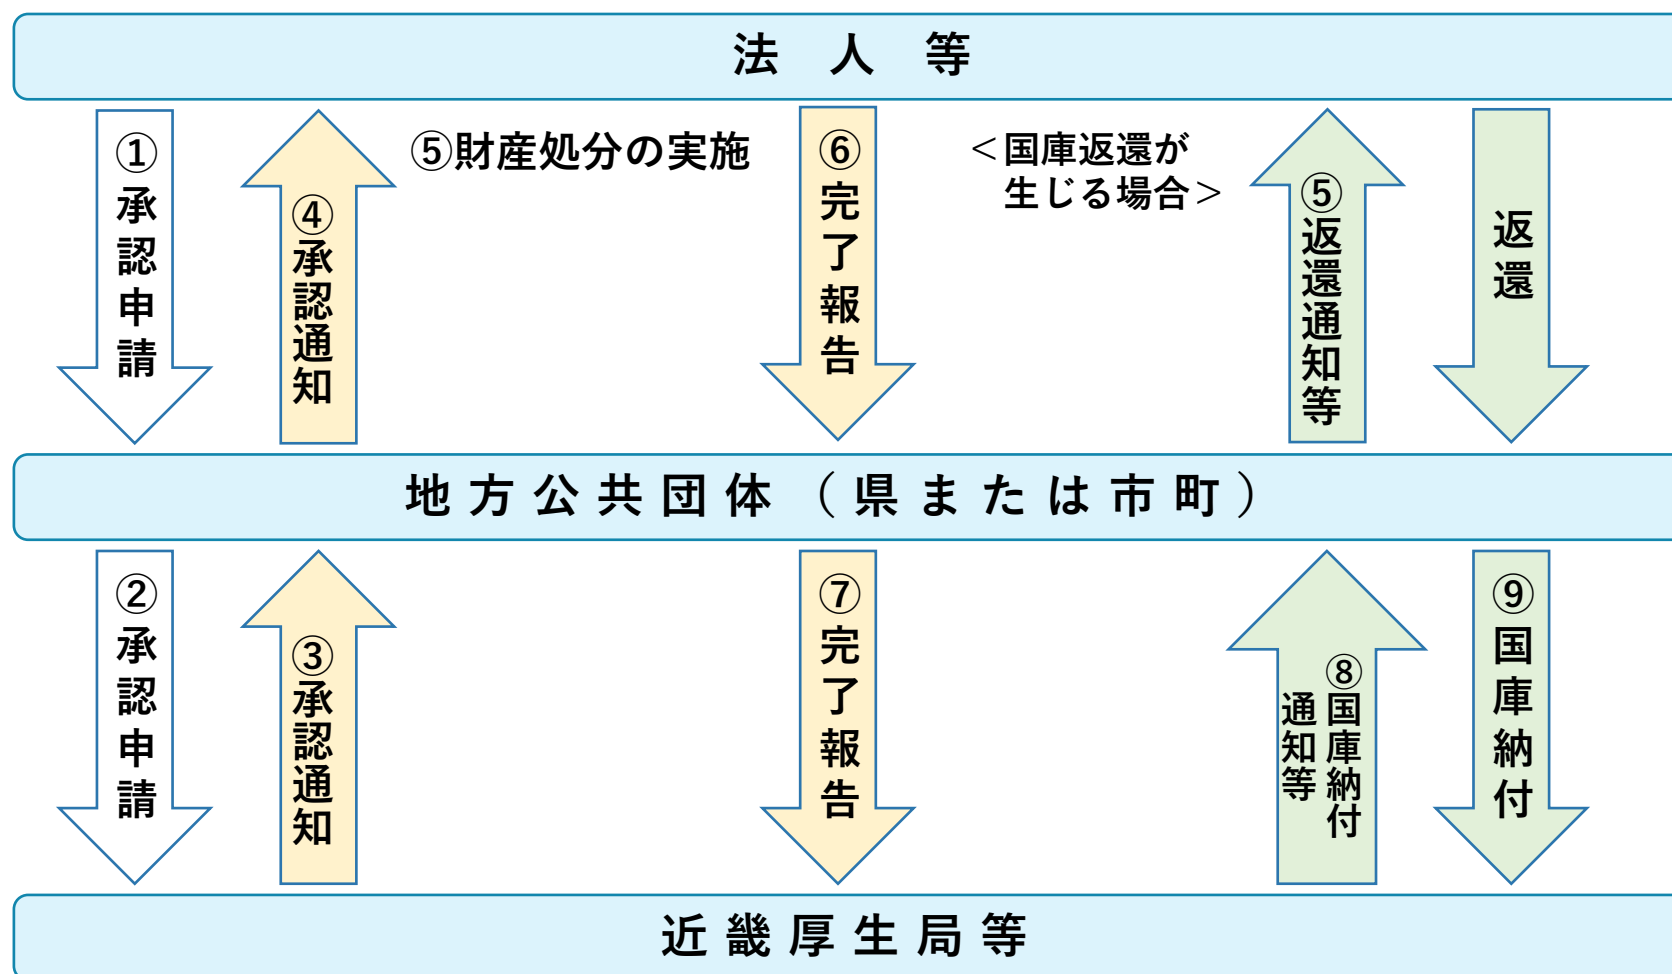 法人等
①承認申請
④承認通知
⑤財産処分の実施
⑥完了報告
＜国庫返還が
生じる場合＞
⑤返還通知等
返還
地方公共団体（県または市町）
②承認申請
③承認通知
⑦完了報告
⑧国庫納付
通知等
⑨国庫納付
近畿厚生局等